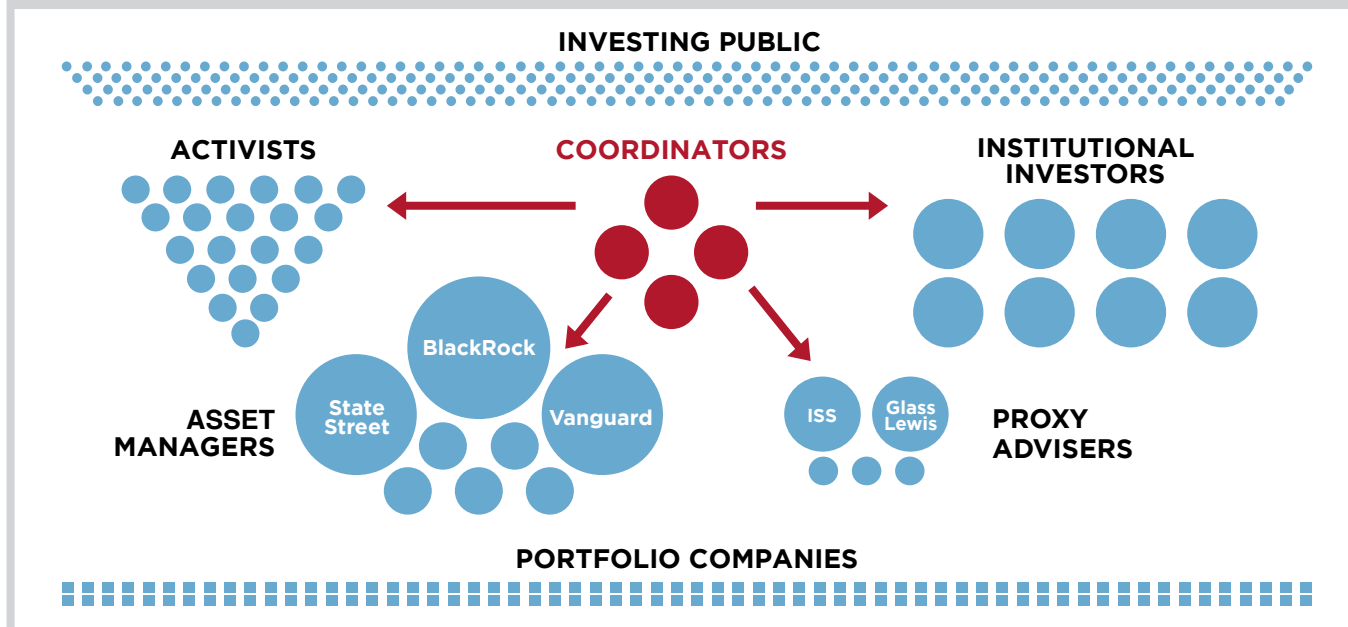 INVESTING PUBLIC
ACTIVISTS
COORDINATORS
INSTITUTIONAL
INVESTORS
BlackRock
State
Street
Vanguard
ASSET
MANAGERS
ISS
Glass
Lewis
PROXY
ADVISERS
PORTFOLIO COMPANIES